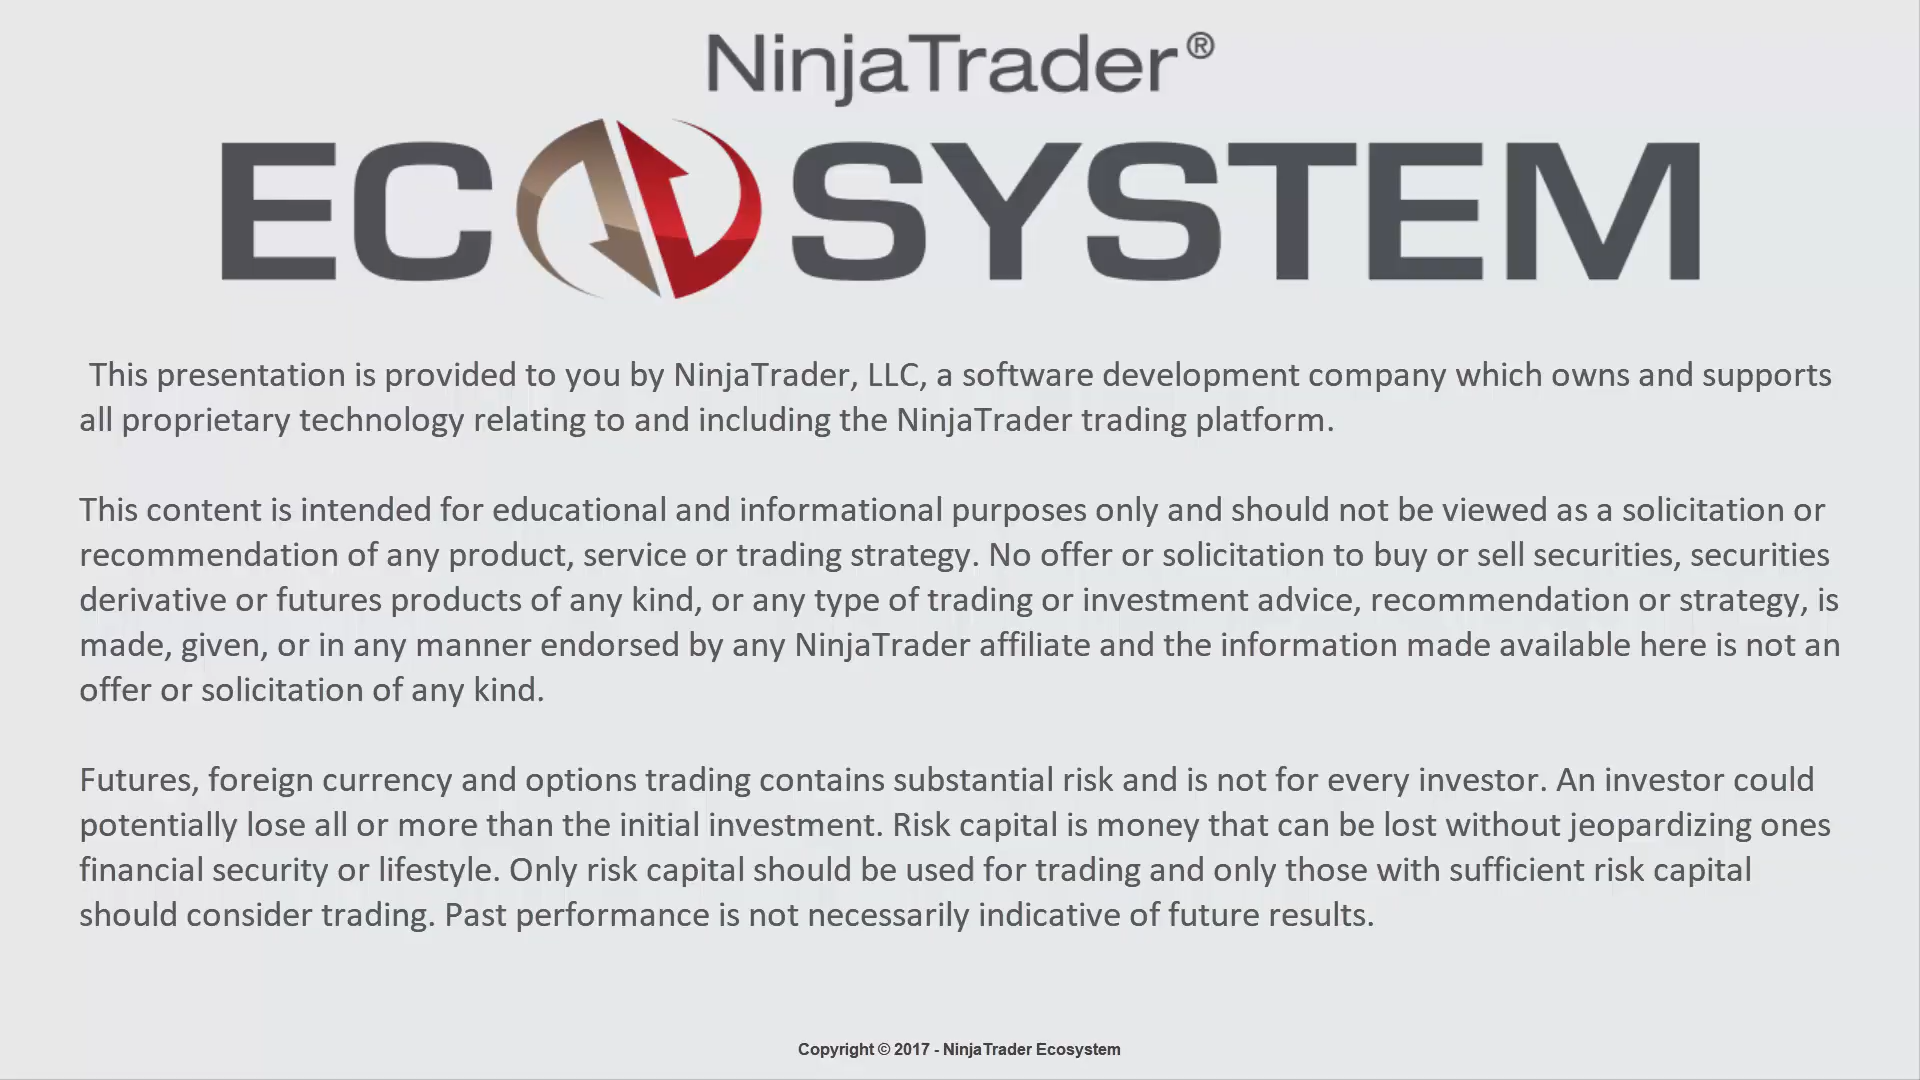 NinjaTrader®
ECOSYSTEM
This presentation is provided to you by NinjaTrader, LLC, a software development company which owns and supports
all proprietary technology relating to and including the NinjaTrader trading platform.
This content is intended for educational and informational purposes only and should not be viewed as a solicitation or
recommendation of any product, service or trading strategy. No offer or solicitation to buy or sell securities, securities
derivative or futures products of any kind, or any type of trading or investment advice, recommendation or strategy, is
made, given, or in any manner endorsed by any NinjaTrader affiliate and the information made available here is not an
offer or solicitation of any kind.
Futures, foreign currency and options trading contains substantial risk and is not for every investor. An investor could
potentially lose all or more than the initial investment. Risk capital is money that can be lost without jeopardizing ones
financial security or lifestyle. Only risk capital should be used for trading and only those with sufficient risk capital
should consider trading. Past performance is not necessarily indicative of future results.
Copyright © 2017 - NinjaTrader Ecosystem